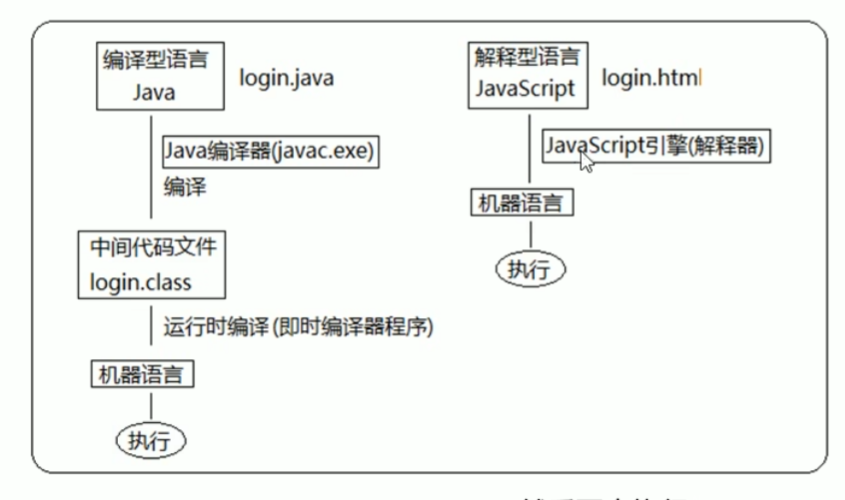 编译型语言
Java
login.java
Java编译器(javac.exe)
编译
中间代码文件
login.class
运行时编译(即时编译器程序)
机器语言
执行
解释型语言
JavaScript
login.html
JavaScript引擎(解释器)
机器语言
执行